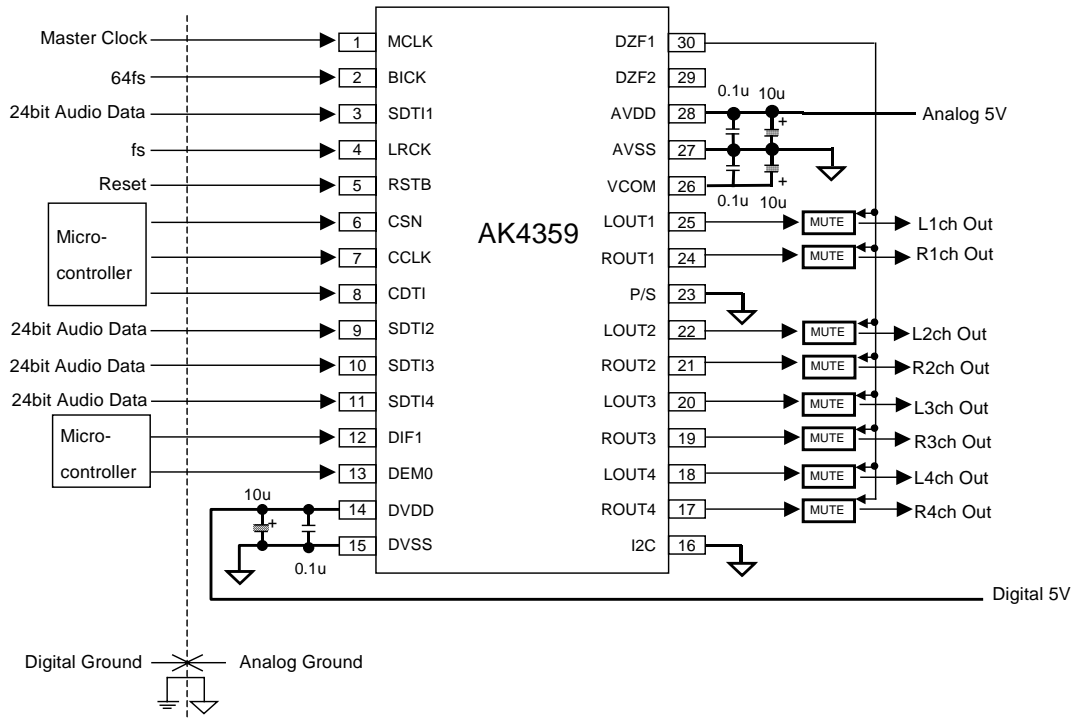 Master Clock
1
MCLK
DZF1
30
64fs
2
BICK
DZF2
29
0.1u
10u
24bit Audio Data
3
SDTI1
AVDD
28
+
Analog 5V
fs
4
LRCK
AVSS
27
Reset
5
RSTB
VCOM
26
+
0.1u
10u
Micro-
controller
6
CSN
AK4359
LOUT1
25
MUTE
L1ch Out
7
CCLK
ROUT1
24
MUTE
R1ch Out
8
CDTI
P/S
23
24bit Audio Data
9
SDTI2
LOUT2
22
MUTE
L2ch Out
24bit Audio Data
10
SDTI3
ROUT2
21
MUTE
R2ch Out
24bit Audio Data
11
SDTI4
LOUT3
20
MUTE
L3ch Out
Micro-
controller
12
DIF1
ROUT3
19
MUTE
R3ch Out
13
DEM0
LOUT4
18
MUTE
L4ch Out
10u
+
14
DVDD
ROUT4
17
MUTE
R4ch Out
0.1u
15
DVSS
I2C
16
Digital 5V
Digital Ground
Analog Ground